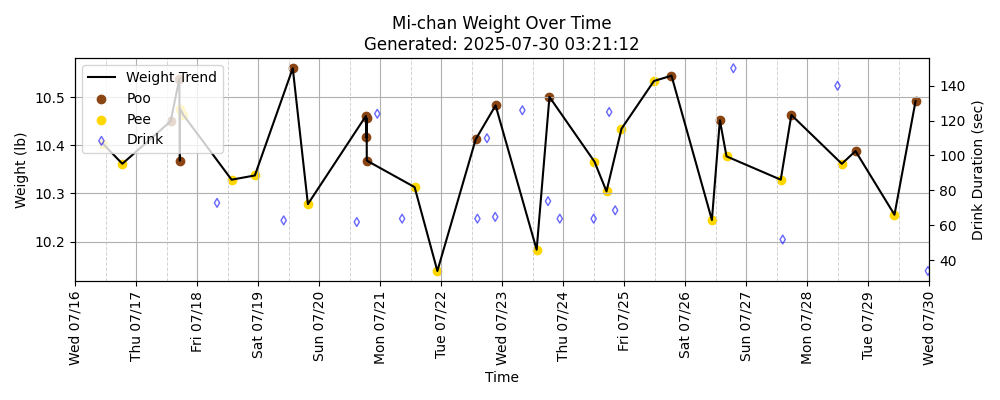 Mi-chan Weight Over Time
Generated: 2025-07-30 03:21:12
Weight Trend
Poo
Pee
Drink
Weight (lb)
10.5
10.4
10.3
10.2
Drink Duration (sec)
140
120
100
80
60
40
Wed 07/16
Thu 07/17
Fri 07/18
Sat 07/19
Sun 07/20
Mon 07/21
Tue 07/22
Wed 07/23
Thu 07/24
Fri 07/25
Sat 07/26
Sun 07/27
Mon 07/28
Tue 07/29
Wed 07/30
Time